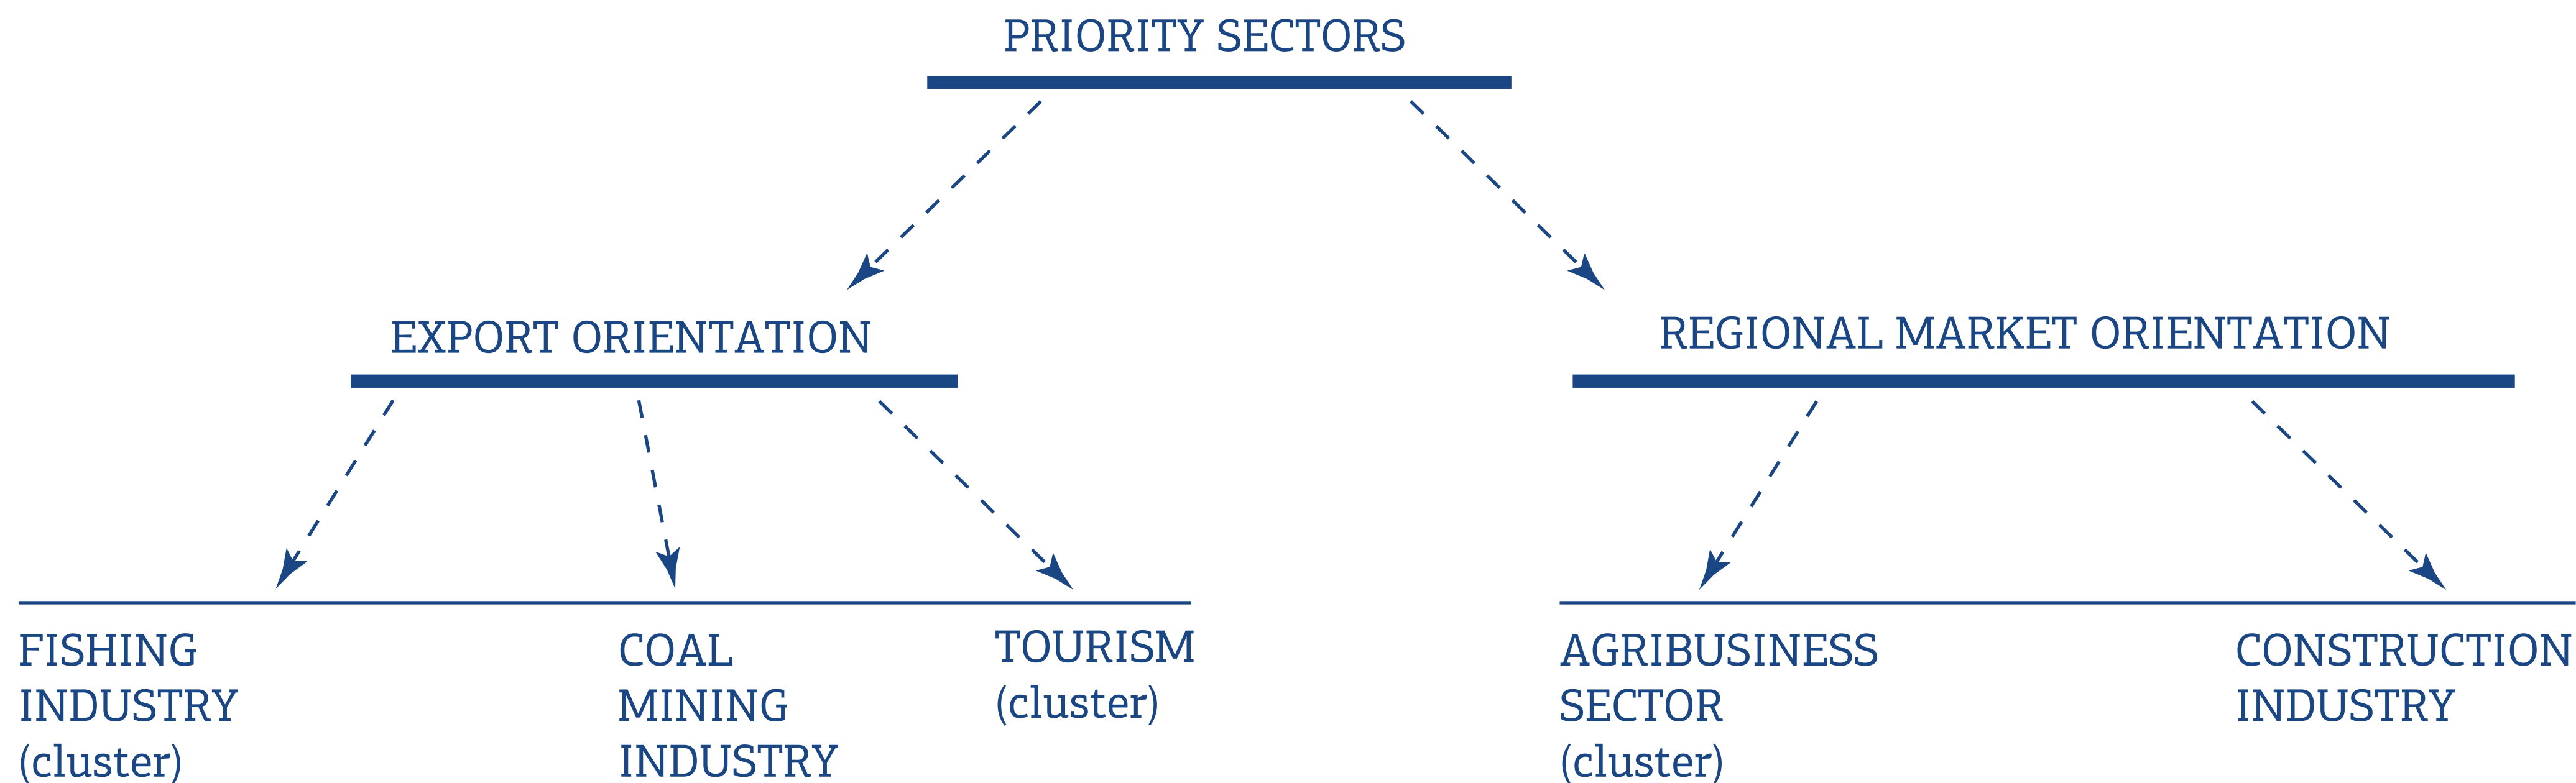 PRIORITY SECTORS
EXPORT ORIENTATION
REGIONAL MARKET ORIENTATION
FISHING
INDUSTRY
(cluster)
COAL
MINING
INDUSTRY
TOURISM
(cluster)
AGRIBUSINESS
SECTOR
(cluster)
CONSTRUCTION
INDUSTRY